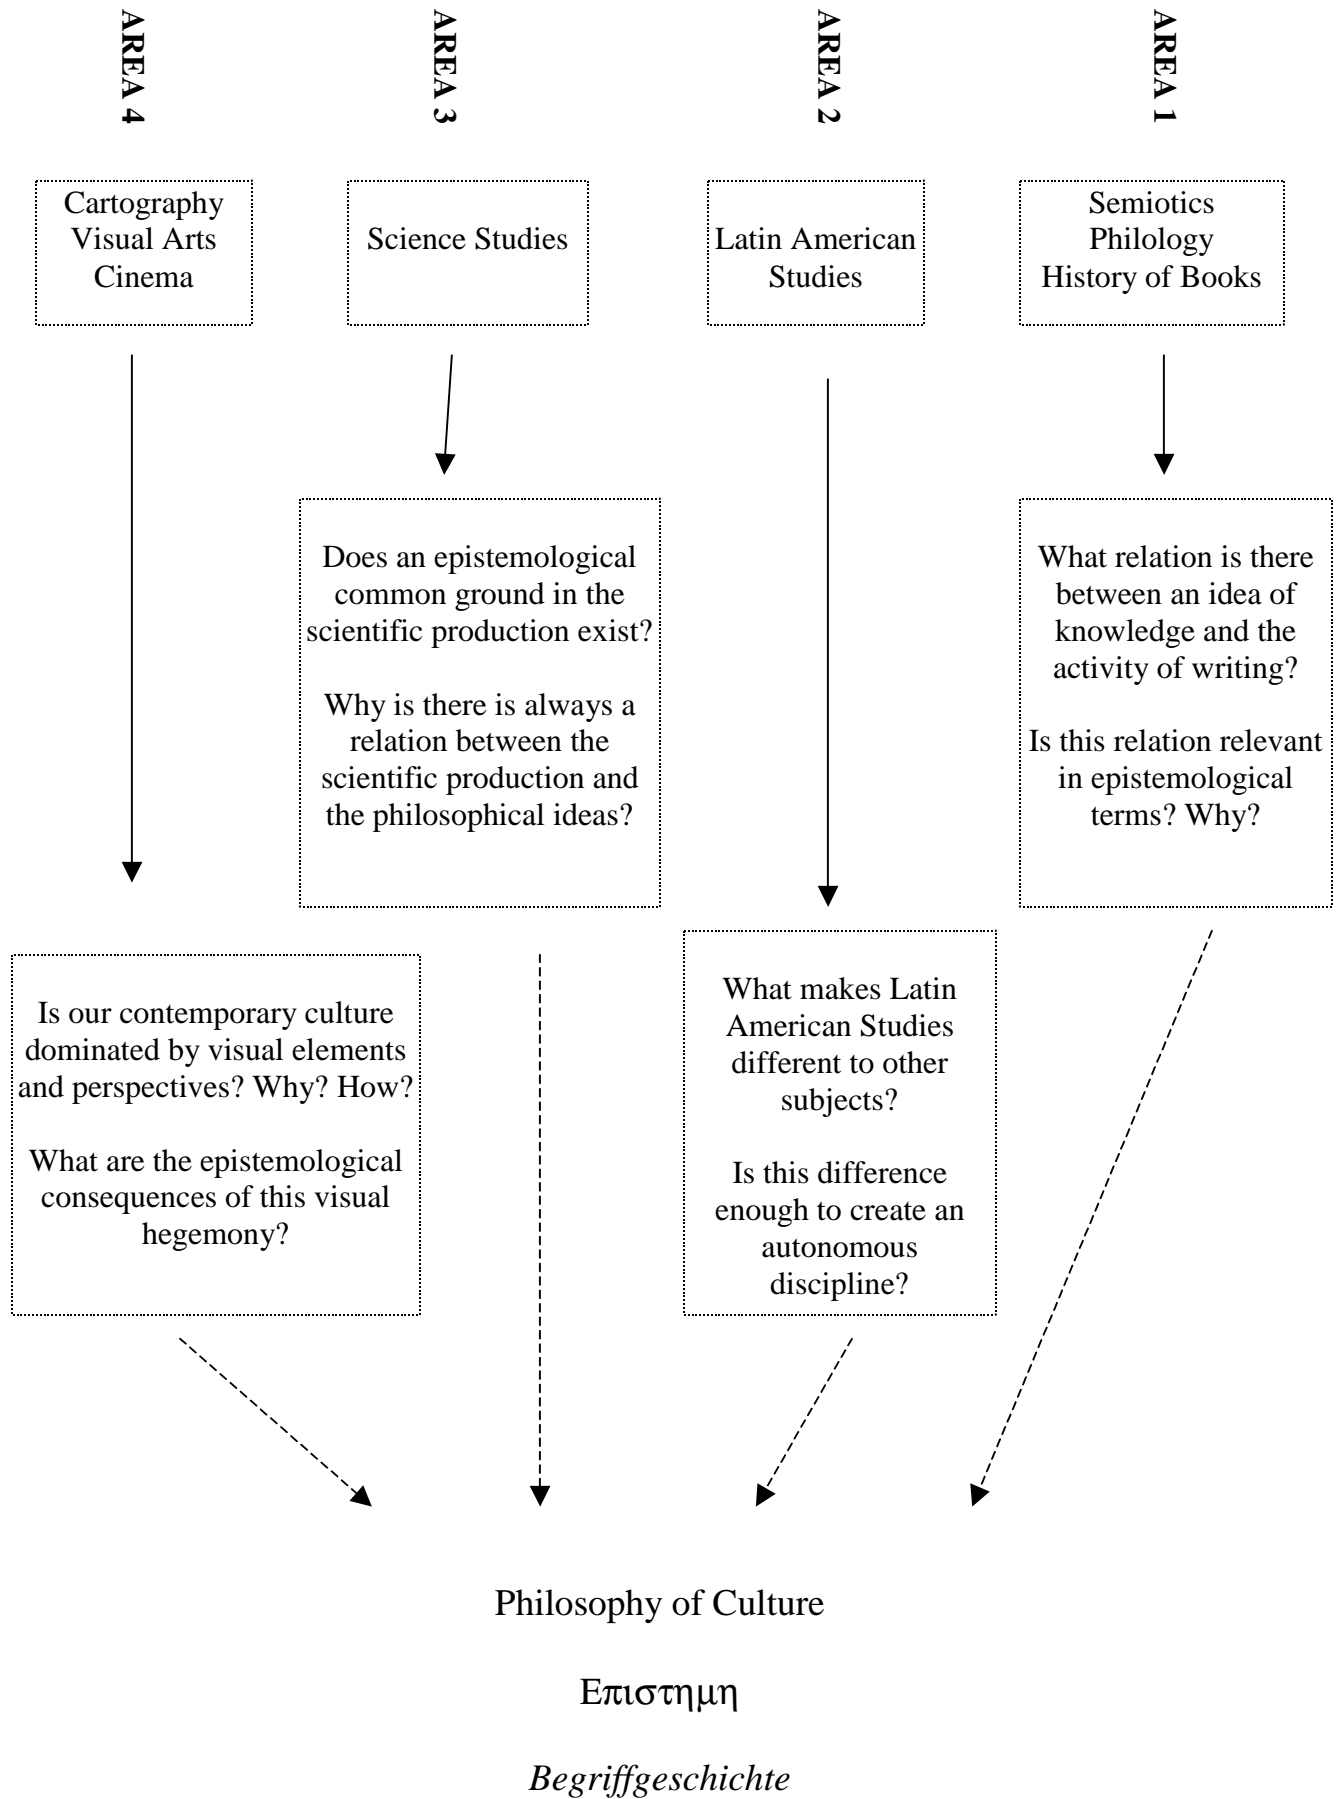 AREA 4
AREA 3
AREA 2
AREA 1
Cartography
Visual Arts
Cinema
Science Studies
Latin American
Studies
Semiotics
Philology
History of Books
Does an epistemological
common ground in the
scientific production exist?
Why is there is always a
relation between the
scientific production and
the philosophical ideas?
What relation is there
between an idea of
knowledge and the
activity of writing?
Is this relation relevant
in epistemological
terms? Why?
Is our contemporary culture
dominated by visual elements
and perspectives? Why? How?
What are the epistemological
consequences of this visual
hegemony?
What makes Latin
American Studies
different to other
subjects?
Is this difference
enough to create an
autonomous
discipline?
Philosophy of Culture
Επιστημη
Begriffgeschichte